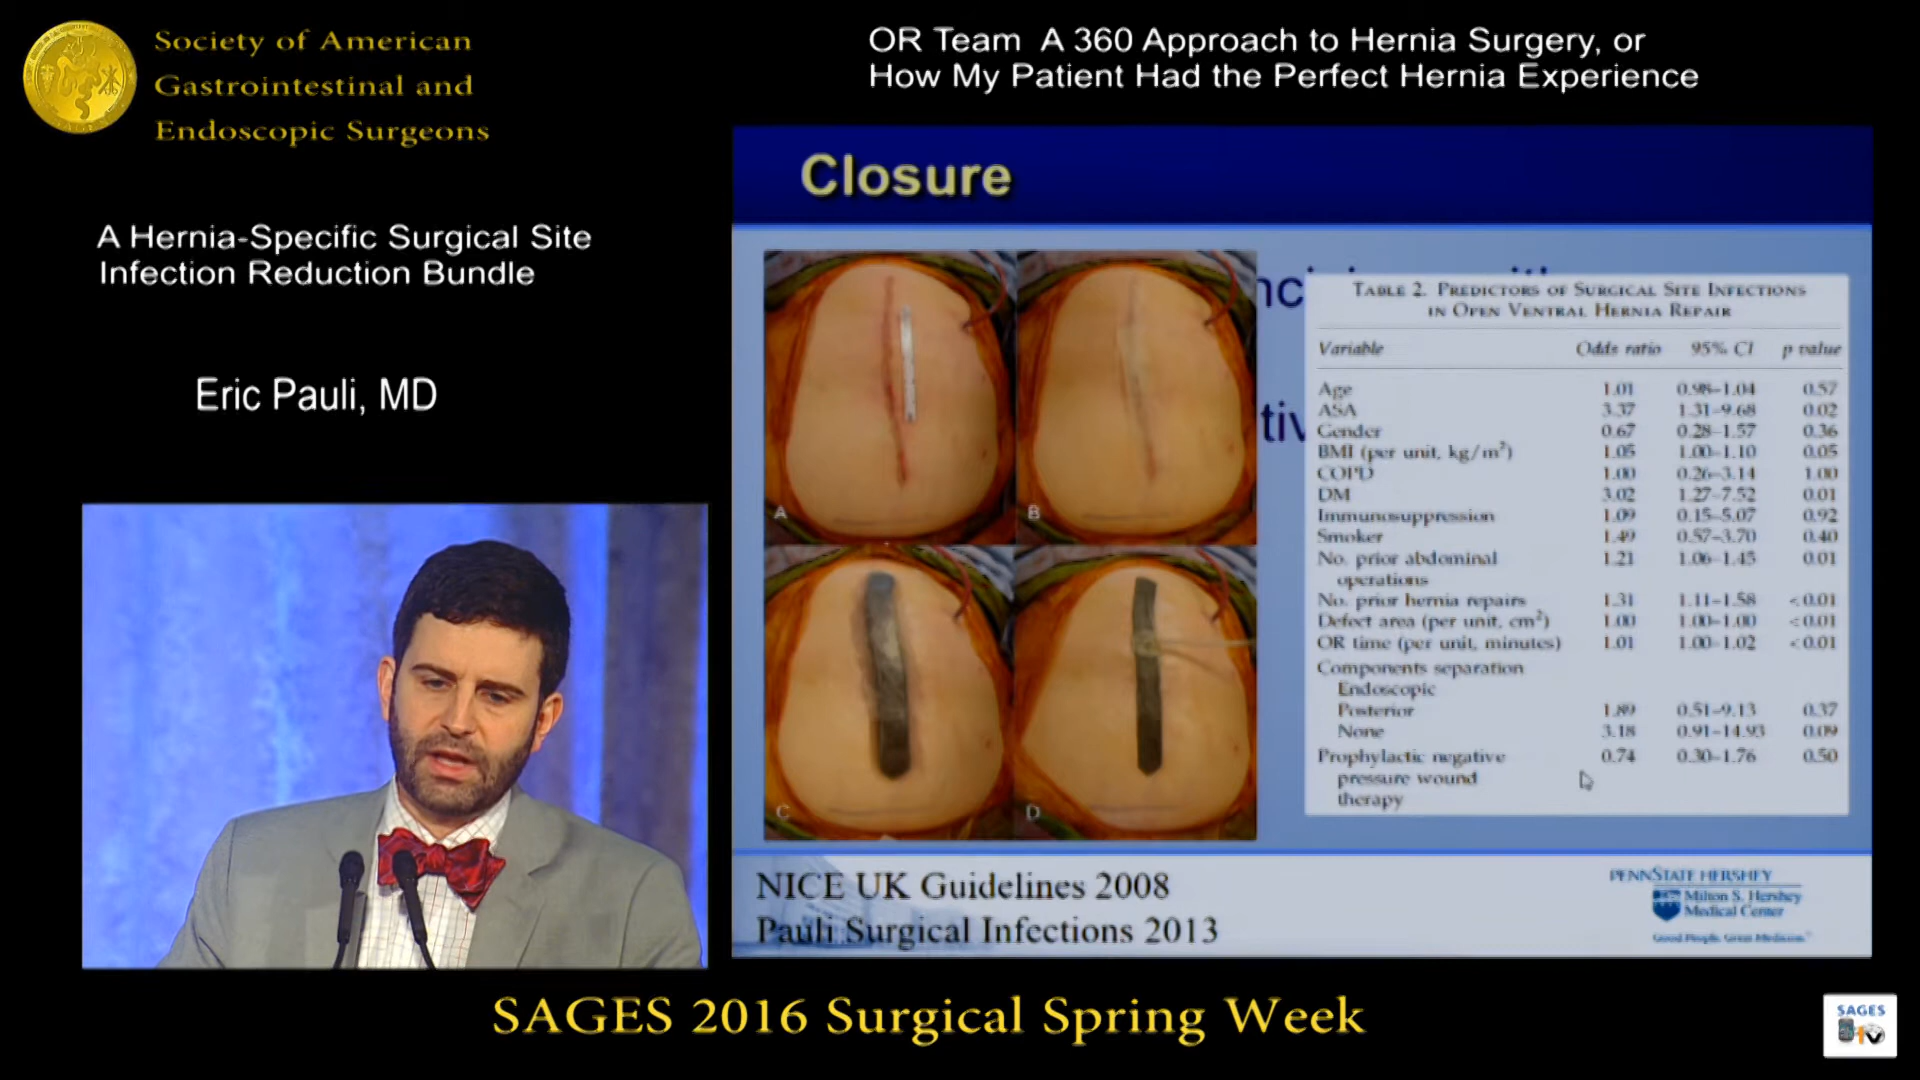 Society of American
Gastrointestinal and
Endoscopic Surgeons
OR Team A 360 Approach to Hernia Surgery, or
How My Patient Had the Perfect Hernia Experience
A Hernia-Specific Surgical Site
Infection Reduction Bundle
Eric Pauli, MD
Closure
A
B
C
D
TABLE 2. PREDICTORS OF SURGICAL SITE INFECTIONS
IN OPEN VENTRAL HERNIA REPAIR
Variable Odds ratio 95% CI p value
Age 1.01 0.98–1.04 0.57
ASA 3.37 1.31–9.68 0.02
Gender 0.67 0.28–1.57 0.36
BMI (per unit, kg/m²) 1.05 1.00–1.10 0.05
COPD 1.00 0.26–3.14 1.00
DM 3.02 1.27–7.52 0.01
Immunosuppression 1.09 0.15–5.07 0.92
Smoker 1.49 0.57–3.70 0.40
No. prior abdominal 1.21 1.06–1.45 0.01
operations
No. prior hernia repairs 1.31 1.11–1.58 <0.01
Defect area (per unit, cm²) 1.00 1.00–1.00 <0.01
OR time (per unit, minutes) 1.01 1.00–1.02 <0.01
Components separation
Endoscopic
Posterior 1.89 0.51–9.13 0.37
None 3.18 0.91–14.93 0.09
Prophylactic negative 0.74 0.30–1.76 0.50
pressure wound
therapy
NICE UK Guidelines 2008
Pauli Surgical Infections 2013
PENNSTATE HERSHEY
Milton S. Hershey
Medical Center
Good People. Great Medicine.
SAGES 2016 Surgical Spring Week
SAGES
tv